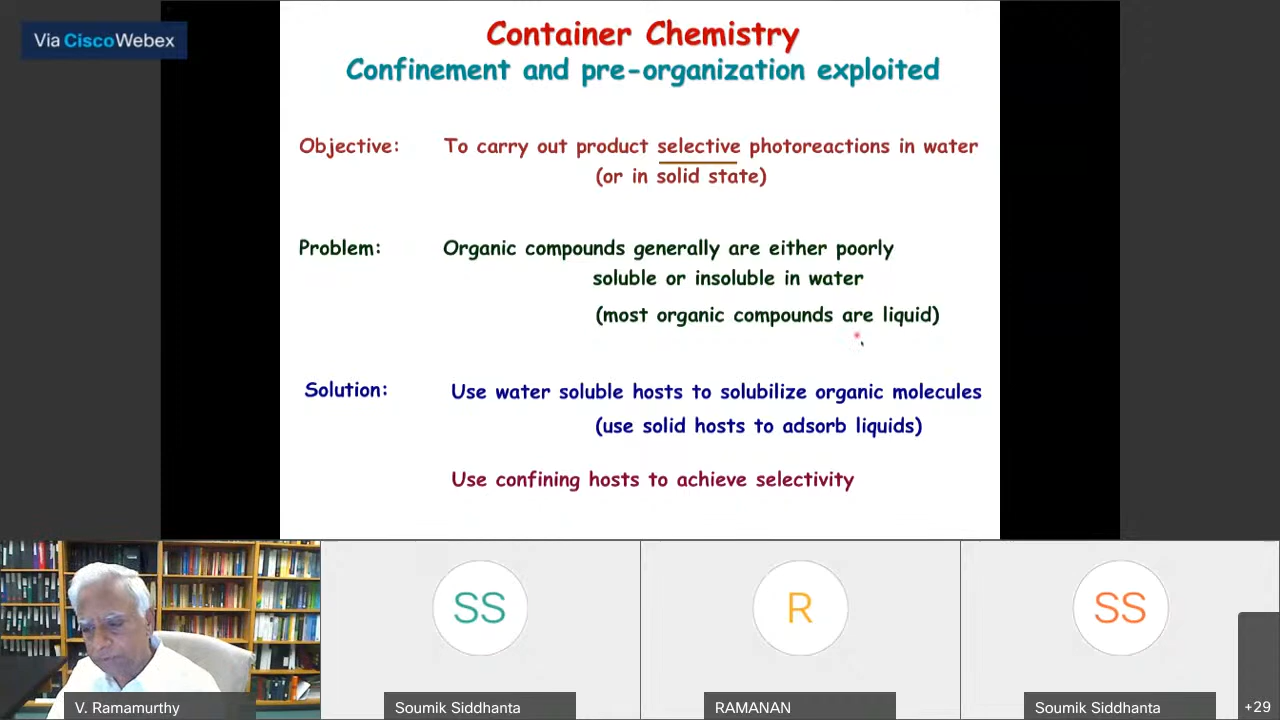 Via Cisco Webex
Container Chemistry
Confinement and pre-organization exploited
Objective: To carry out product selective photoreactions in water
(or in solid state)
Problem: Organic compounds generally are either poorly
soluble or insoluble in water
(most organic compounds are liquid)
Solution: Use water soluble hosts to solubilize organic molecules
(use solid hosts to adsorb liquids)
Use confining hosts to achieve selectivity
SS
R
SS
V. Ramamurthy
Soumik Siddhanta
RAMANAN
Soumik Siddhanta
+29